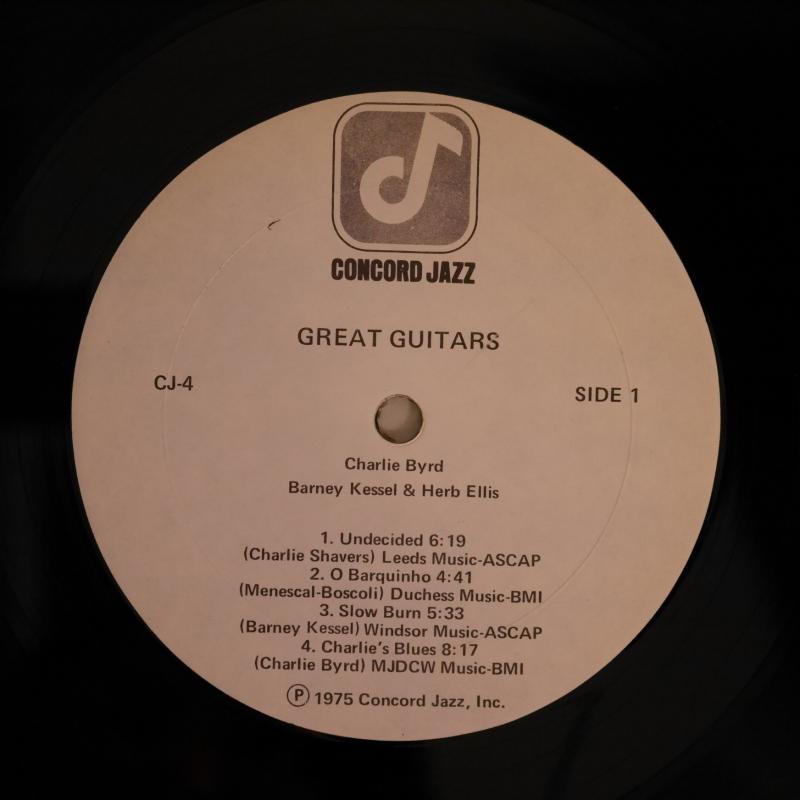 CONCORD JAZZ
GREAT GUITARS
CJ-4
SIDE 1
Charlie Byrd
Barney Kessel & Herb Ellis
1. Undecided 6:19
(Charlie Shavers) Leeds Music-ASCAP
2. O Barquinho 4:41
(Menescal-Boscoli) Duchess Music-BMI
3. Slow Burn 5:33
(Barney Kessel) Windsor Music-ASCAP
4. Charlie's Blues 8:17
(Charlie Byrd) MJDCW Music-BMI
Ⓟ 1975 Concord Jazz, Inc.